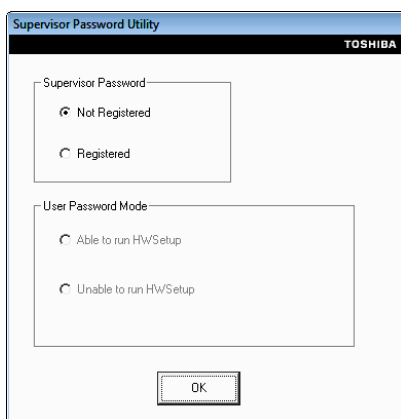 Supervisor Password Utility
TOSHIBA
Supervisor Password
Not Registered
Registered
User Password Mode
Able to run HWSetup
Unable to run HWSetup
OK